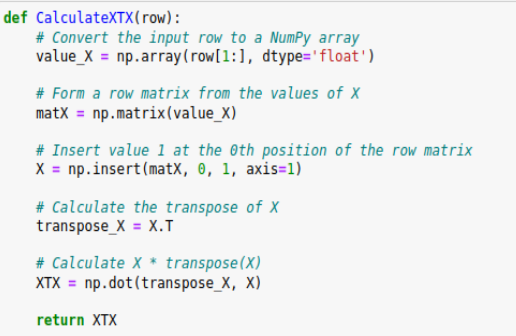 def CalculateXTX(row):
    # Convert the input row to a NumPy array
    value_X = np.array(row[1:], dtype='float')
    # Form a row matrix from the values of X
    matX = np.matrix(value_X)
    # Insert value 1 at the 0th position of the row matrix
    X = np.insert(matX, 0, 1, axis=1)
    # Calculate the transpose of X
    transpose_X = X.T
    # Calculate X * transpose(X)
    XTX = np.dot(transpose_X, X)
    return XTX